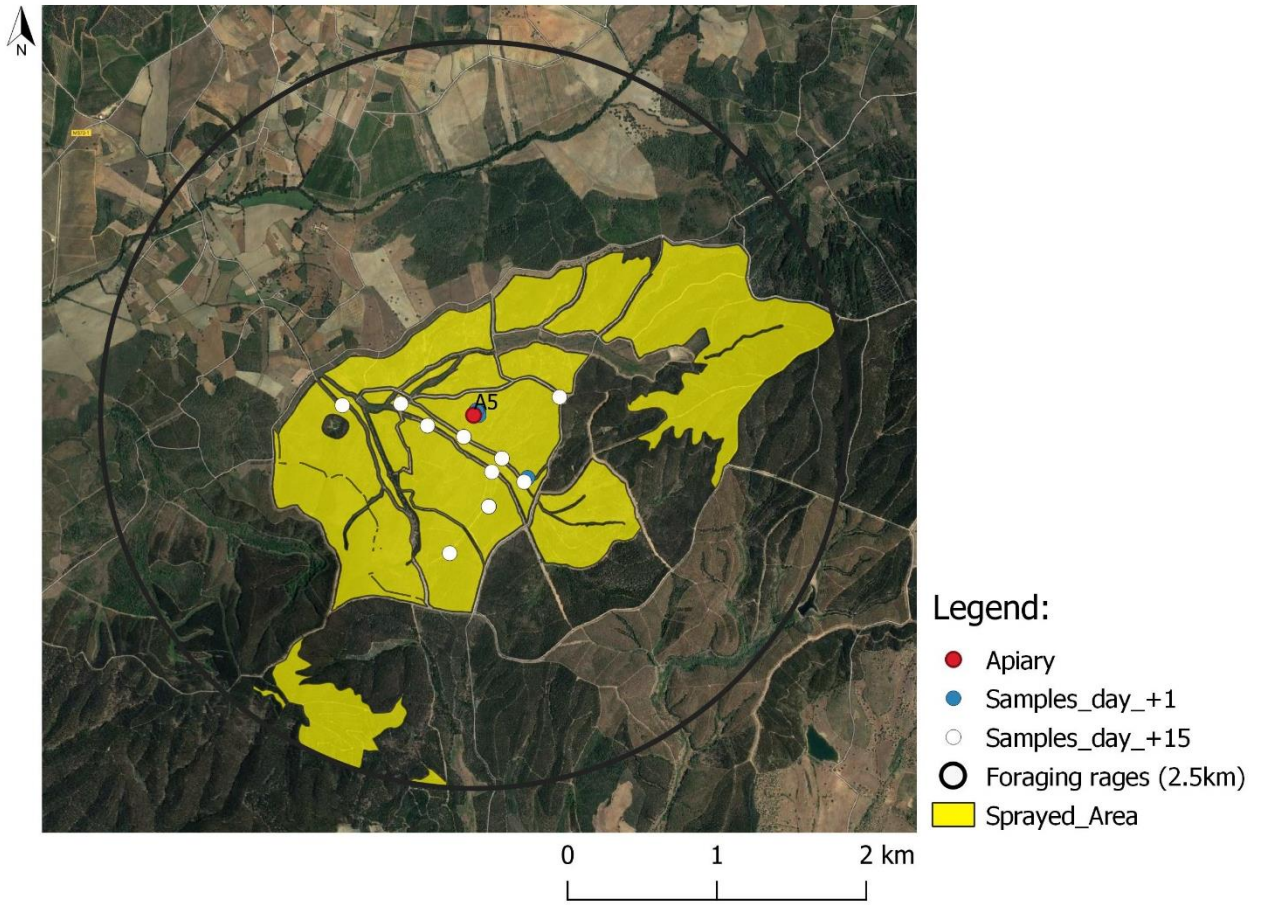 N
A5
Legend:
Apiary
Samples_day_+1
Samples_day_+15
Foraging rages (2.5km)
Sprayed_Area
0 1 2 km